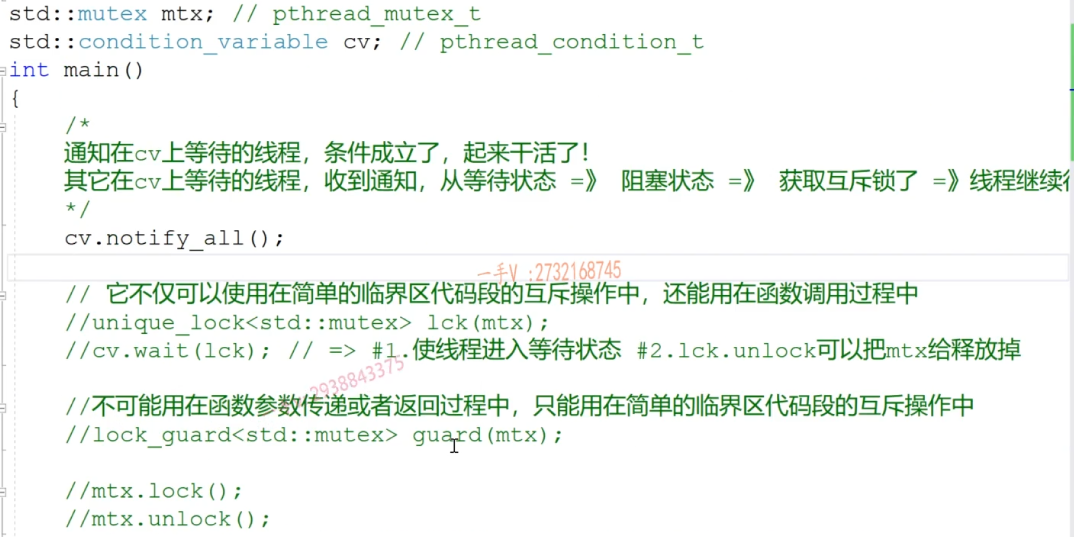 std::mutex mtx; // pthread_mutex_t
std::condition_variable cv; // pthread_condition_t
int main()
{
/*
通知在cv上等待的线程，条件成立了，起来干活了！
其它在cv上等待的线程，收到通知，从等待状态 =》 阻塞状态 =》 获取互斥锁了 =》线程继续
*/
cv.notify_all();
一手V :2732168745
// 它不仅可以使用在简单的临界区代码段的互斥操作中，还能用在函数调用过程中
//unique_lock<std::mutex> lck(mtx);
//cv.wait(lck); // => #1.使线程进入等待状态 #2.lck.unlock可以把mtx给释放掉
2938843375
//不可能用在函数参数传递或者返回过程中，只能用在简单的临界区代码段的互斥操作中
//lock_guard<std::mutex> guard(mtx);
//mtx.lock();
//mtx.unlock();